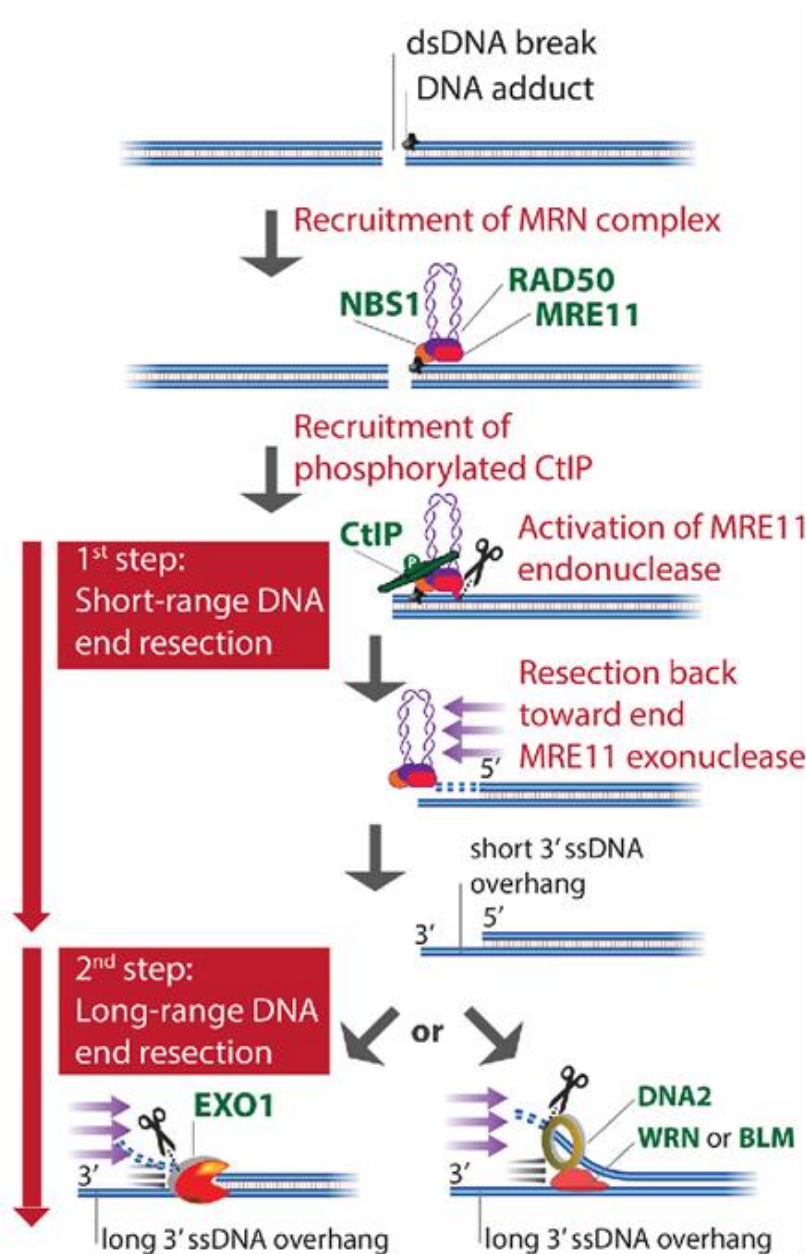 dsDNA break
DNA adduct
Recruitment of MRN complex
RAD50
NBS1
MRE11
Recruitment of
phosphorylated CtIP
CtIP
P
Activation of MRE11
endonuclease
1st step:
Short-range DNA
end resection
Resection back
toward end
MRE11 exonuclease
5′
short 3′ ssDNA
overhang
5′
3′
2nd step:
Long-range DNA
end resection
or
EXO1
3′
long 3′ ssDNA overhang
DNA2
WRN or BLM
3′
long 3′ ssDNA overhang